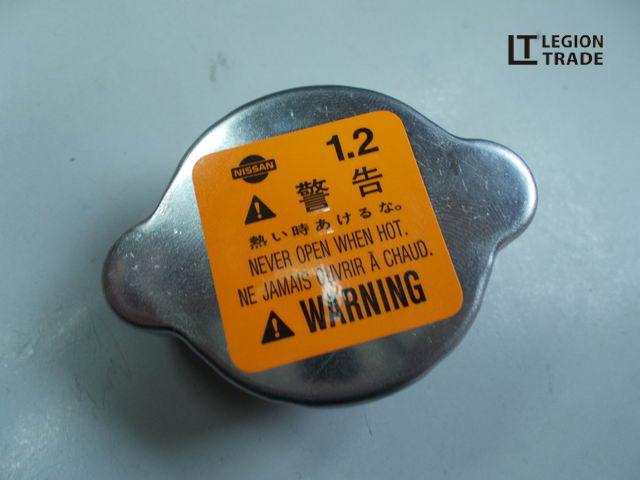 LT LEGION
TRADE
1.2
NISSAN
警告
熱い時あけるな。
NEVER OPEN WHEN HOT.
NE JAMAIS OUVRIR À CHAUD.
WARNING